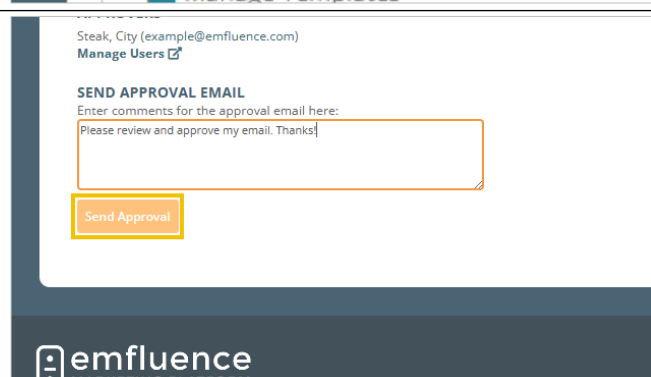 Steak, City (example@emfluence.com)
Manage Users
SEND APPROVAL EMAIL
Enter comments for the approval email here:
Please review and approve my email. Thanks!
Send Approval
emfluence